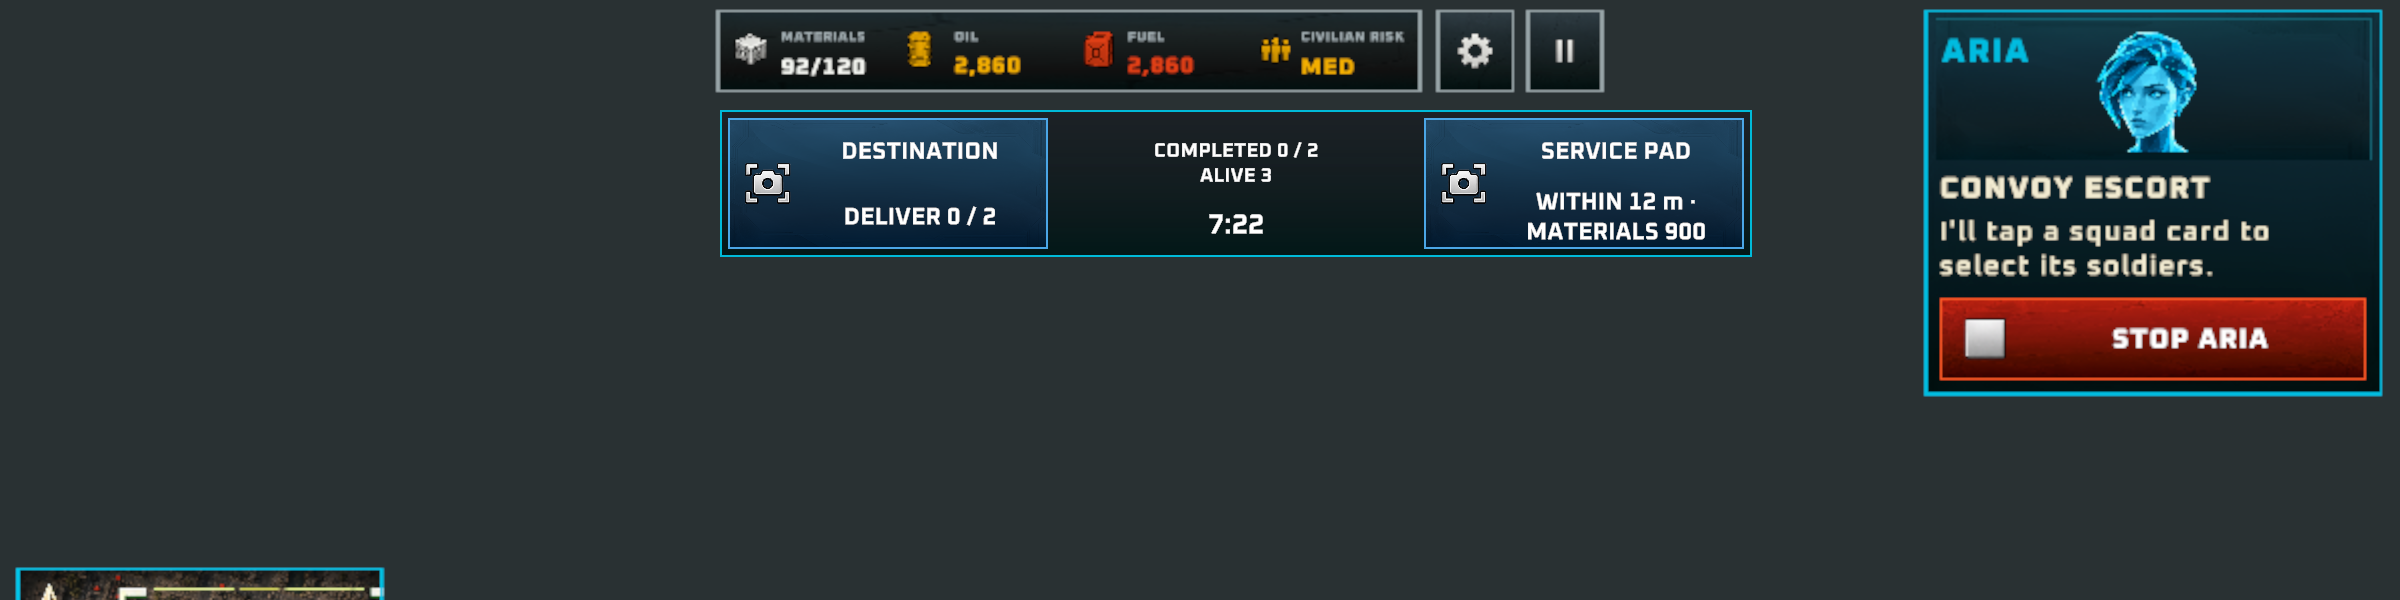 MATERIALS
92/120
OIL
2,860
FUEL
2,860
CIVILIAN RISK
MED
DESTINATION
DELIVER 0 / 2
COMPLETED 0 / 2
ALIVE 3
7:22
SERVICE PAD
WITHIN 12 m ·
MATERIALS 900
ARIA
CONVOY ESCORT
I'll tap a squad card to
select its soldiers.
STOP ARIA